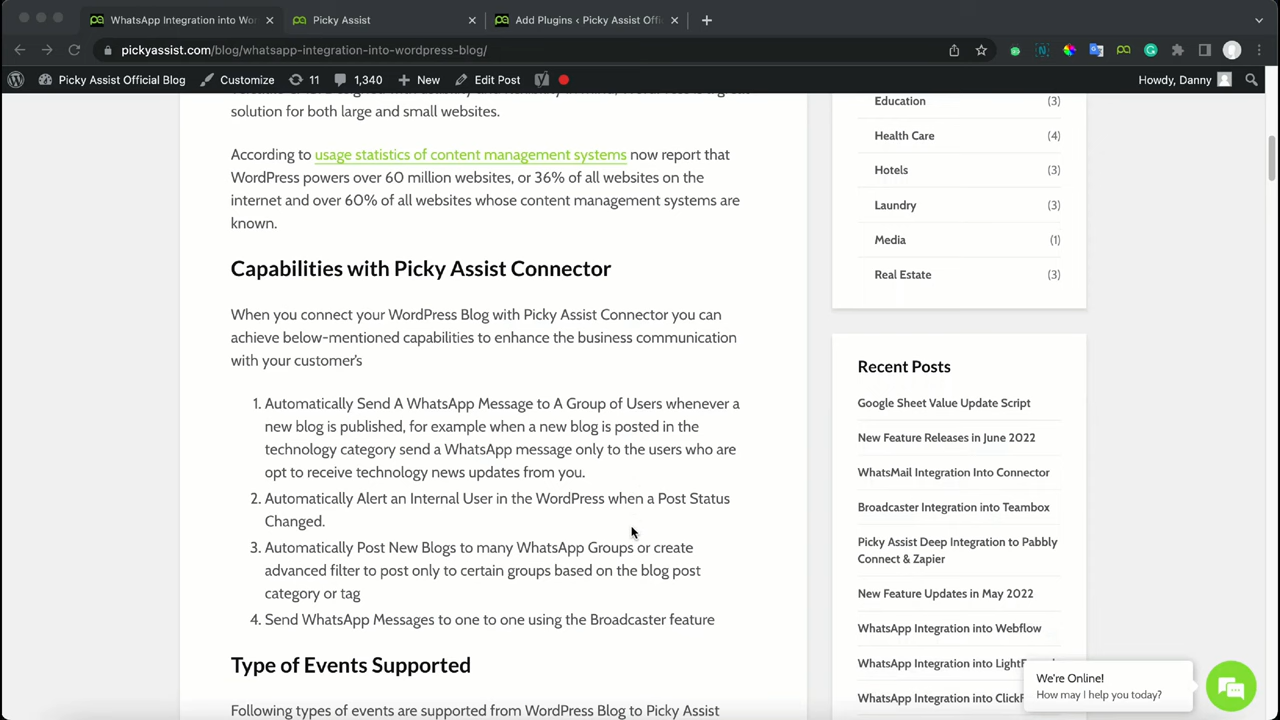 WhatsApp Integration into Wor
Picky Assist
Add Plugins ‹ Picky Assist Offi
pickyassist.com/blog/whatsapp-integration-into-wordpress-blog/
Picky Assist Official Blog
Customize
11
1,340
New
Edit Post
Howdy, Danny
solution for both large and small websites.
According to usage statistics of content management systems now report that
WordPress powers over 60 million websites, or 36% of all websites on the
internet and over 60% of all websites whose content management systems are
known.
Capabilities with Picky Assist Connector
When you connect your WordPress Blog with Picky Assist Connector you can
achieve below-mentioned capabilities to enhance the business communication
with your customer's
1. Automatically Send A WhatsApp Message to A Group of Users whenever a
new blog is published, for example when a new blog is posted in the
technology category send a WhatsApp message only to the users who are
opt to receive technology news updates from you.
2. Automatically Alert an Internal User in the WordPress when a Post Status
Changed.
3. Automatically Post New Blogs to many WhatsApp Groups or create
advanced filter to post only to certain groups based on the blog post
category or tag
4. Send WhatsApp Messages to one to one using the Broadcaster feature
Type of Events Supported
Following types of events are supported from WordPress Blog to Picky Assist
Education (3)
Health Care (4)
Hotels (3)
Laundry (3)
Media (1)
Real Estate (3)
Recent Posts
Google Sheet Value Update Script
New Feature Releases in June 2022
WhatsMail Integration Into Connector
Broadcaster Integration into Teambox
Picky Assist Deep Integration to Pabbly
Connect & Zapier
New Feature Updates in May 2022
WhatsApp Integration into Webflow
WhatsApp Integration into LightF
WhatsApp Integration into ClickF
We're Online!
How may I help you today?